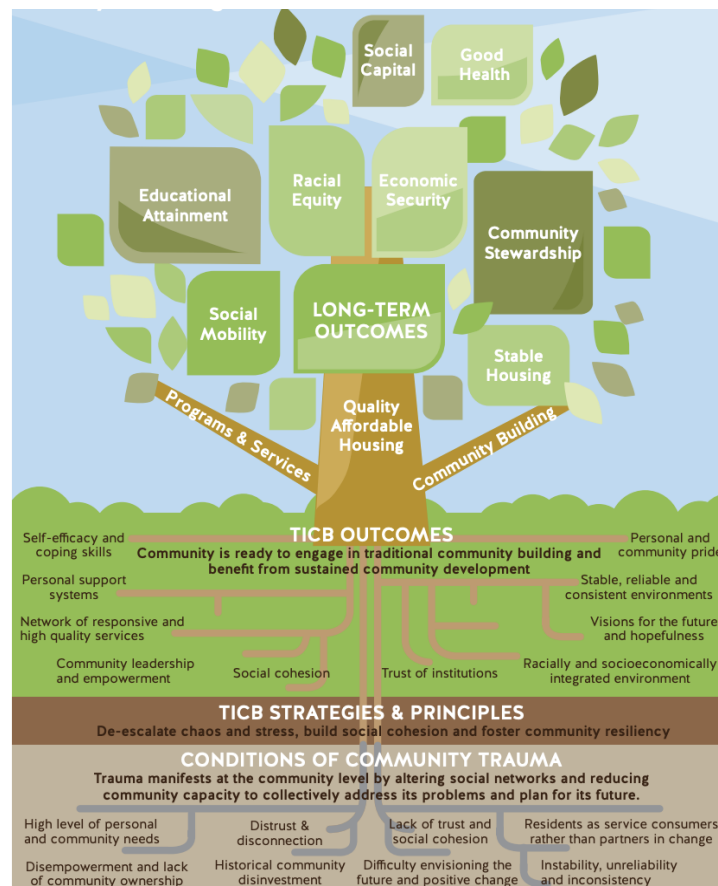 Social
Capital
Good
Health
Educational
Attainment
Racial
Equity
Economic
Security
Community
Stewardship
Social
Mobility
LONG-TERM
OUTCOMES
Stable
Housing
Programs & Services
Quality
Affordable
Housing
Community Building
TICB OUTCOMES
Community is ready to engage in traditional community building and
benefit from sustained community development
Self-efficacy and
coping skills
Personal and
community pride
Personal support
systems
Stable, reliable and
consistent environments
Network of responsive and
high quality services
Visions for the future
and hopefulness
Community leadership
and empowerment
Social cohesion
Trust of institutions
Racially and socioeconomically
integrated environment
TICB STRATEGIES & PRINCIPLES
De-escalate chaos and stress, build social cohesion and foster community resiliency
CONDITIONS OF COMMUNITY TRAUMA
Trauma manifests at the community level by altering social networks and reducing
community capacity to collectively address its problems and plan for its future.
High level of personal
and community needs
Distrust &
disconnection
Lack of trust and
social cohesion
Residents as service consumers
rather than partners in change
Disempowerment and lack
of community ownership
Historical community
disinvestment
Difficulty envisioning the
future and positive change
Instability, unreliability
and inconsistency